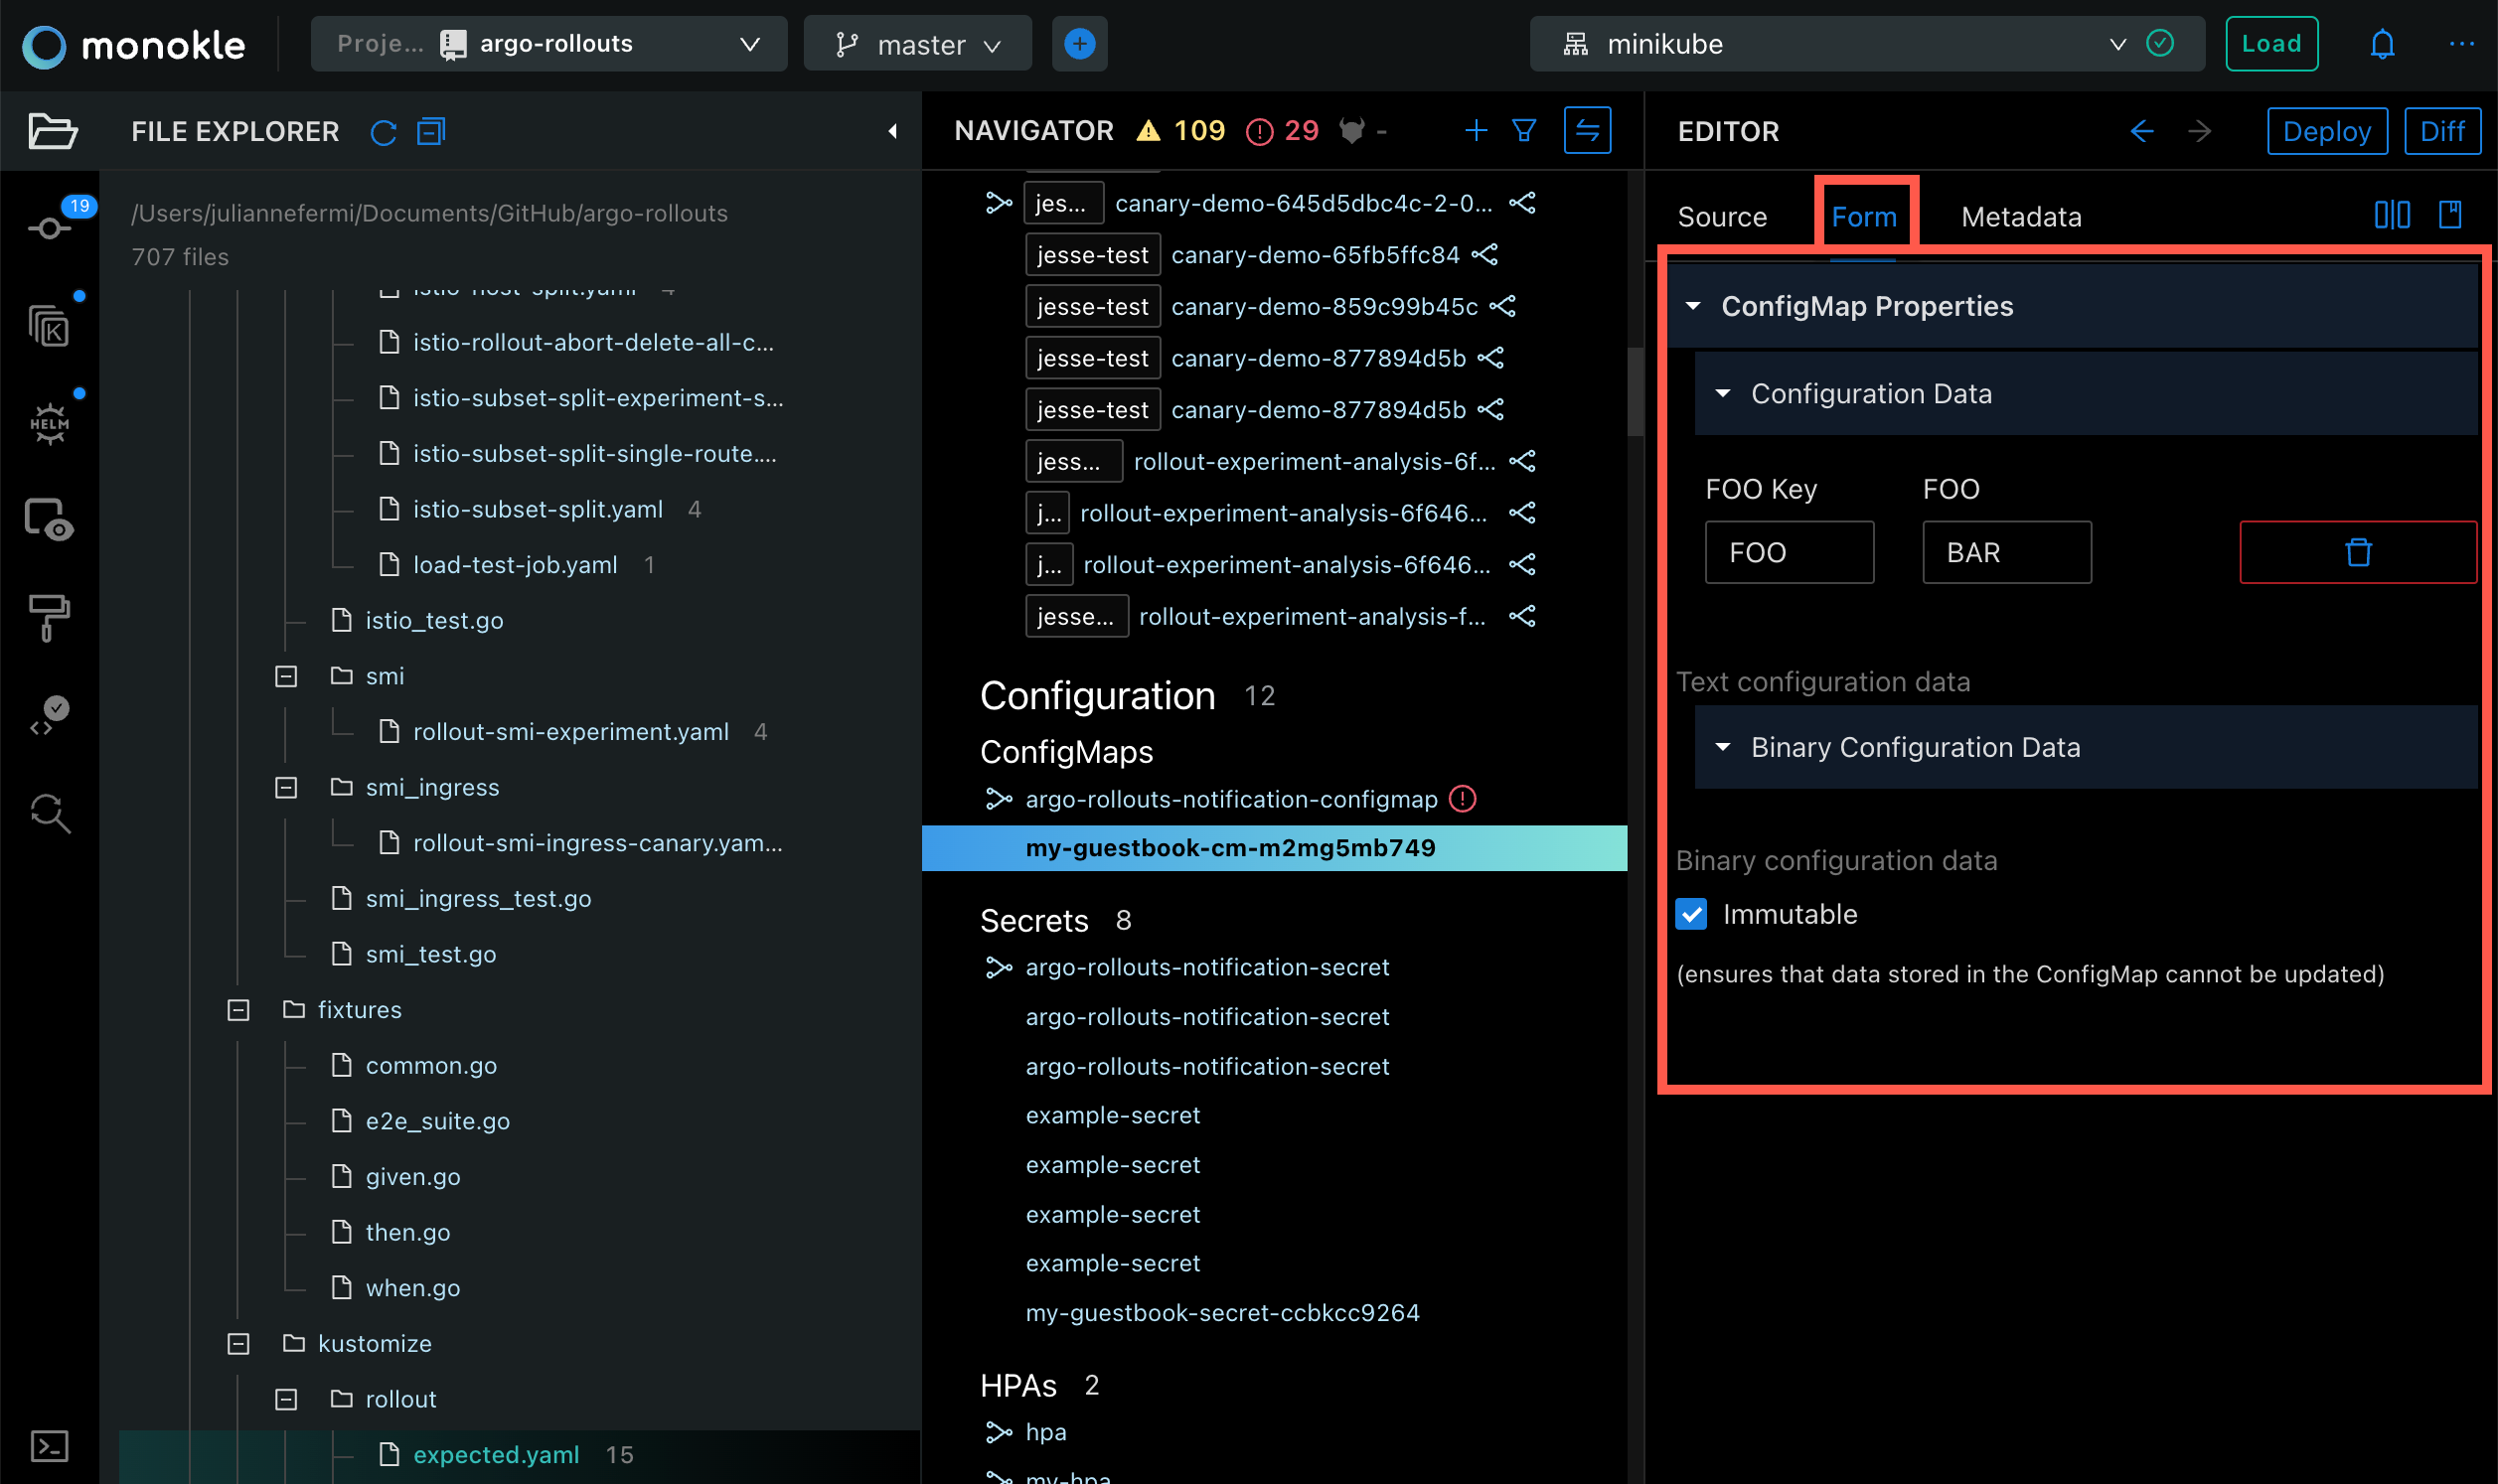 monokle
Proje... argo-rollouts
master
minikube
Load
FILE EXPLORER
NAVIGATOR 109 29 -
EDITOR
Deploy
Diff
19
/Users/juliannefermi/Documents/GitHub/argo-rollouts
707 files
istio-host-split.yaml 4
istio-rollout-abort-delete-all-c...
istio-subset-split-experiment-s...
istio-subset-split-single-route....
istio-subset-split.yaml 4
load-test-job.yaml 1
istio_test.go
smi
rollout-smi-experiment.yaml 4
smi_ingress
rollout-smi-ingress-canary.yam...
smi_ingress_test.go
smi_test.go
fixtures
common.go
e2e_suite.go
given.go
then.go
when.go
kustomize
rollout
expected.yaml 15
K
HELM
jes... canary-demo-645d5dbc4c-2-0...
jesse-test canary-demo-65fb5ffc84
jesse-test canary-demo-859c99b45c
jesse-test canary-demo-877894d5b
jesse-test canary-demo-877894d5b
jess... rollout-experiment-analysis-6f...
j... rollout-experiment-analysis-6f646...
j... rollout-experiment-analysis-6f646...
jesse... rollout-experiment-analysis-f...
Configuration 12
ConfigMaps
argo-rollouts-notification-configmap
my-guestbook-cm-m2mg5mb749
Secrets 8
argo-rollouts-notification-secret
argo-rollouts-notification-secret
argo-rollouts-notification-secret
example-secret
example-secret
example-secret
example-secret
my-guestbook-secret-ccbkcc9264
HPAs 2
hpa
my-hpa
Source Form Metadata
ConfigMap Properties
Configuration Data
FOO Key FOO
FOO BAR
Text configuration data
Binary Configuration Data
Binary configuration data
Immutable
(ensures that data stored in the ConfigMap cannot be updated)